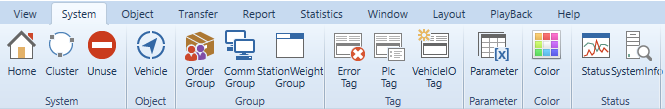 View System Object Transfer Report Statistics Window Layout PlayBack Help
Home Cluster Unuse Vehicle Order Group Comm Group StationWeight Group Error Tag Plc Tag VehicleIO Tag Parameter Color Status SystemInfo
System Object Group Tag Parameter Color Status